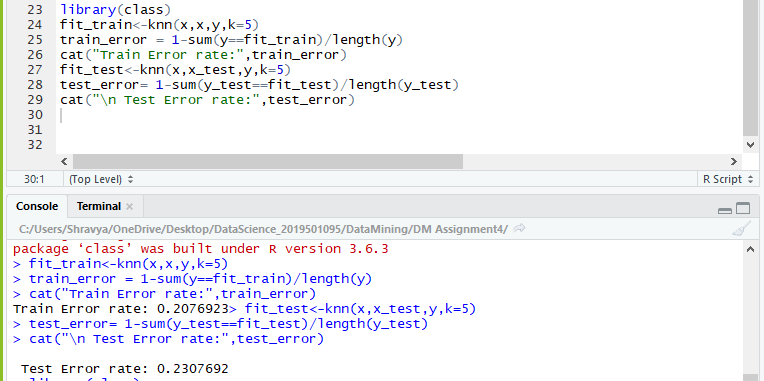 23 library(class)
24 fit_train<-knn(x,x,y,k=5)
25 train_error = 1-sum(y==fit_train)/length(y)
26 cat("Train Error rate:",train_error)
27 fit_test<-knn(x,x_test,y,k=5)
28 test_error= 1-sum(y_test==fit_test)/length(y_test)
29 cat("\n Test Error rate:",test_error)
30
31
32
30:1 (Top Level) R Script
Console Terminal
C:/Users/Shravya/OneDrive/Desktop/DataScience_2019501095/DataMining/DM Assignment4/
package ‘class’ was built under R version 3.6.3
> fit_train<-knn(x,x,y,k=5)
> train_error = 1-sum(y==fit_train)/length(y)
> cat("Train Error rate:",train_error)
Train Error rate: 0.2076923> fit_test<-knn(x,x_test,y,k=5)
> test_error= 1-sum(y_test==fit_test)/length(y_test)
> cat("\n Test Error rate:",test_error)
Test Error rate: 0.2307692